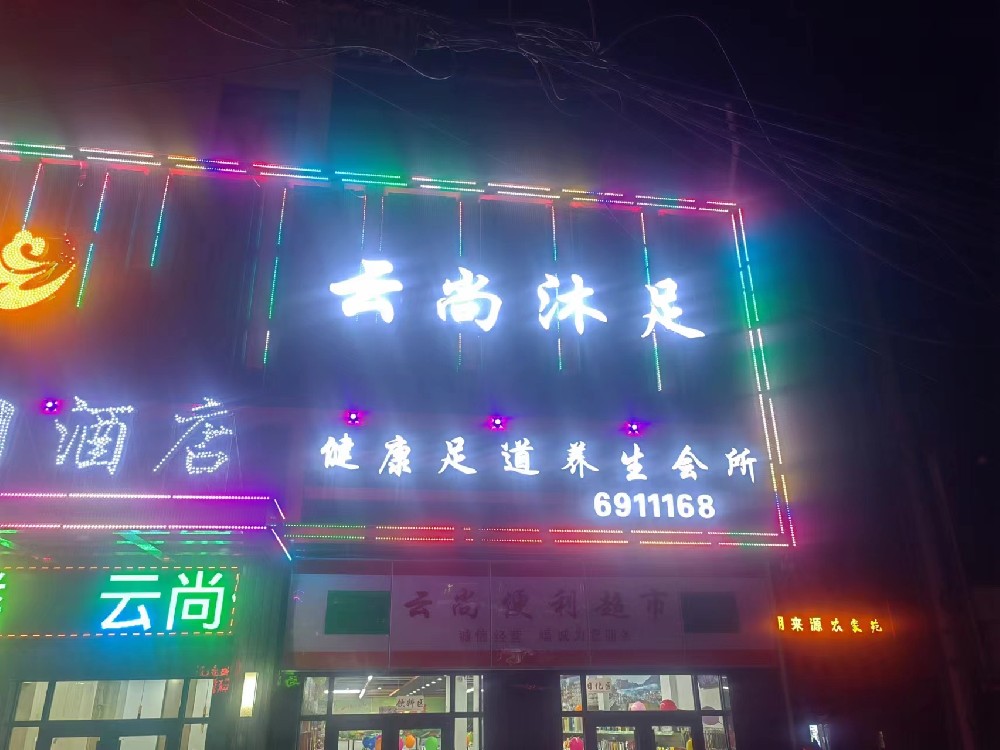 云尚沐足
酒店
健康足道养生会所
6911168
云尚
云尚便利超市
来源农家苑